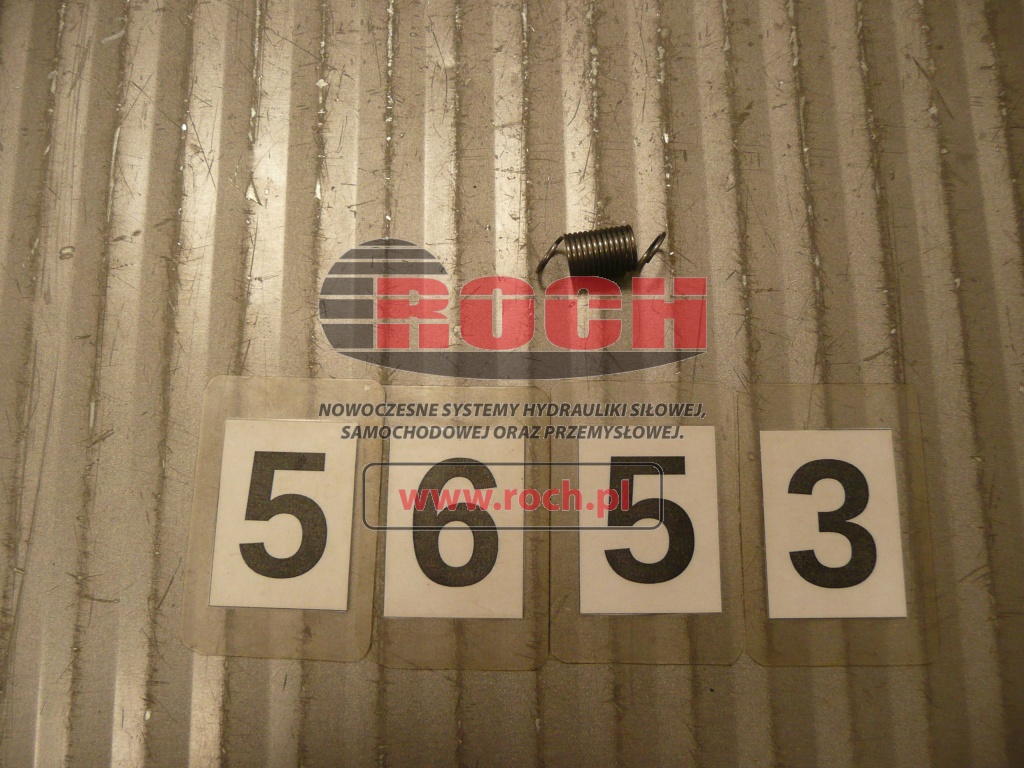 ROCH
NOWOCZESNE SYSTEMY HYDRAULIKI SIŁOWEJ,
SAMOCHODOWEJ ORAZ PRZEMYSŁOWEJ.
www.roch.pl
5 6 5 3